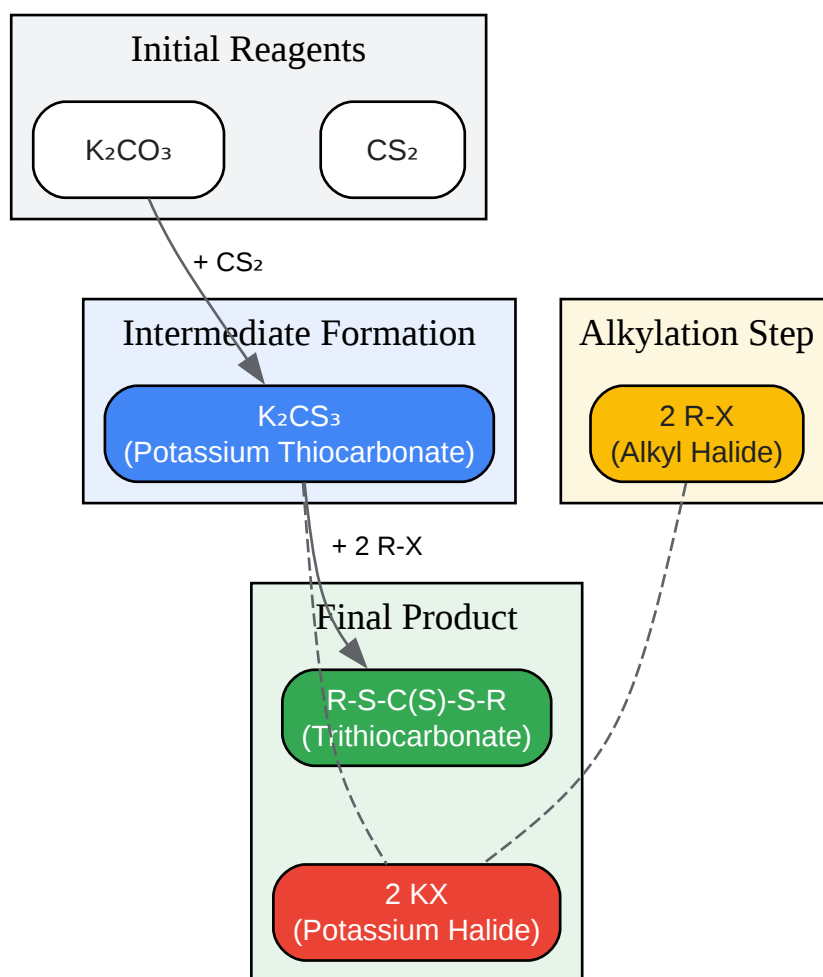 Initial Reagents
K₂CO₃
CS₂
+ CS₂
Intermediate Formation
K₂CS₃
(Potassium Thiocarbonate)
Alkylation Step
2 R-X
(Alkyl Halide)
+ 2 R-X
Final Product
R-S-C(S)-S-R
(Trithiocarbonate)
2 KX
(Potassium Halide)